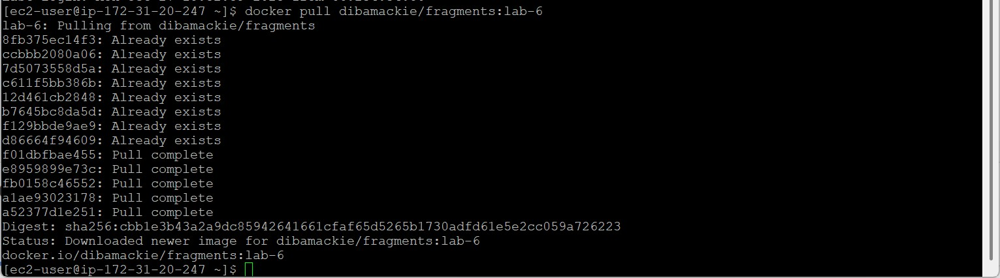 [ec2-user@ip-172-31-20-247 ~]$ docker pull dibamackie/fragments:lab-6
lab-6: Pulling from dibamackie/fragments
8fb375ec14f3: Already exists
ccbbb2080a06: Already exists
7d5073558d5a: Already exists
c611f5bb386b: Already exists
12d461cb2848: Already exists
b7645bc8da5d: Already exists
f129bbde9ae9: Already exists
d86664f94609: Already exists
f01dbfbae455: Pull complete
e8959899e73c: Pull complete
fb0158c46552: Pull complete
a1ae93023178: Pull complete
a52377d1e251: Pull complete
Digest: sha256:cbb1e3b43a2a9dc85942641661cfaf65d5265b1730adfd61e5e2cc059a726223
Status: Downloaded newer image for dibamackie/fragments:lab-6
docker.io/dibamackie/fragments:lab-6
[ec2-user@ip-172-31-20-247 ~]$